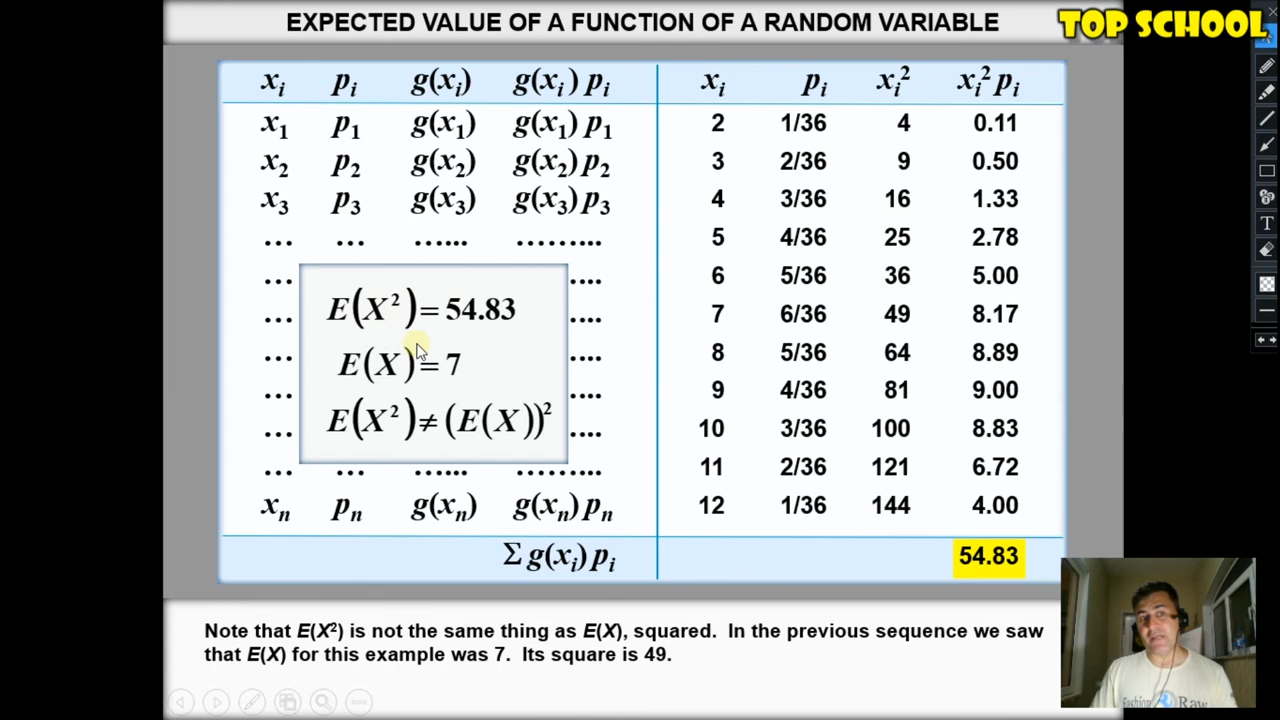 EXPECTED VALUE OF A FUNCTION OF A RANDOM VARIABLE
TOP SCHOOL
xᵢ pᵢ g(xᵢ) g(xᵢ) pᵢ xᵢ pᵢ xᵢ² xᵢ² pᵢ
x₁ p₁ g(x₁) g(x₁) p₁ 2 1/36 4 0.11
x₂ p₂ g(x₂) g(x₂) p₂ 3 2/36 9 0.50
x₃ p₃ g(x₃) g(x₃) p₃ 4 3/36 16 1.33
… … …... ……... 5 4/36 25 2.78
… .... 6 5/36 36 5.00
E(X²) = 54.83
… .... 7 6/36 49 8.17
… .... 8 5/36 64 8.89
E(X) = 7
… .... 9 4/36 81 9.00
E(X²) ≠ (E(X))²
… .... 10 3/36 100 8.83
… … …... ……... 11 2/36 121 6.72
xₙ pₙ g(xₙ) g(xₙ) pₙ 12 1/36 144 4.00
Σ g(xᵢ) pᵢ 54.83
Note that E(X²) is not the same thing as E(X), squared. In the previous sequence we saw
that E(X) for this example was 7. Its square is 49.
Fashion Raw